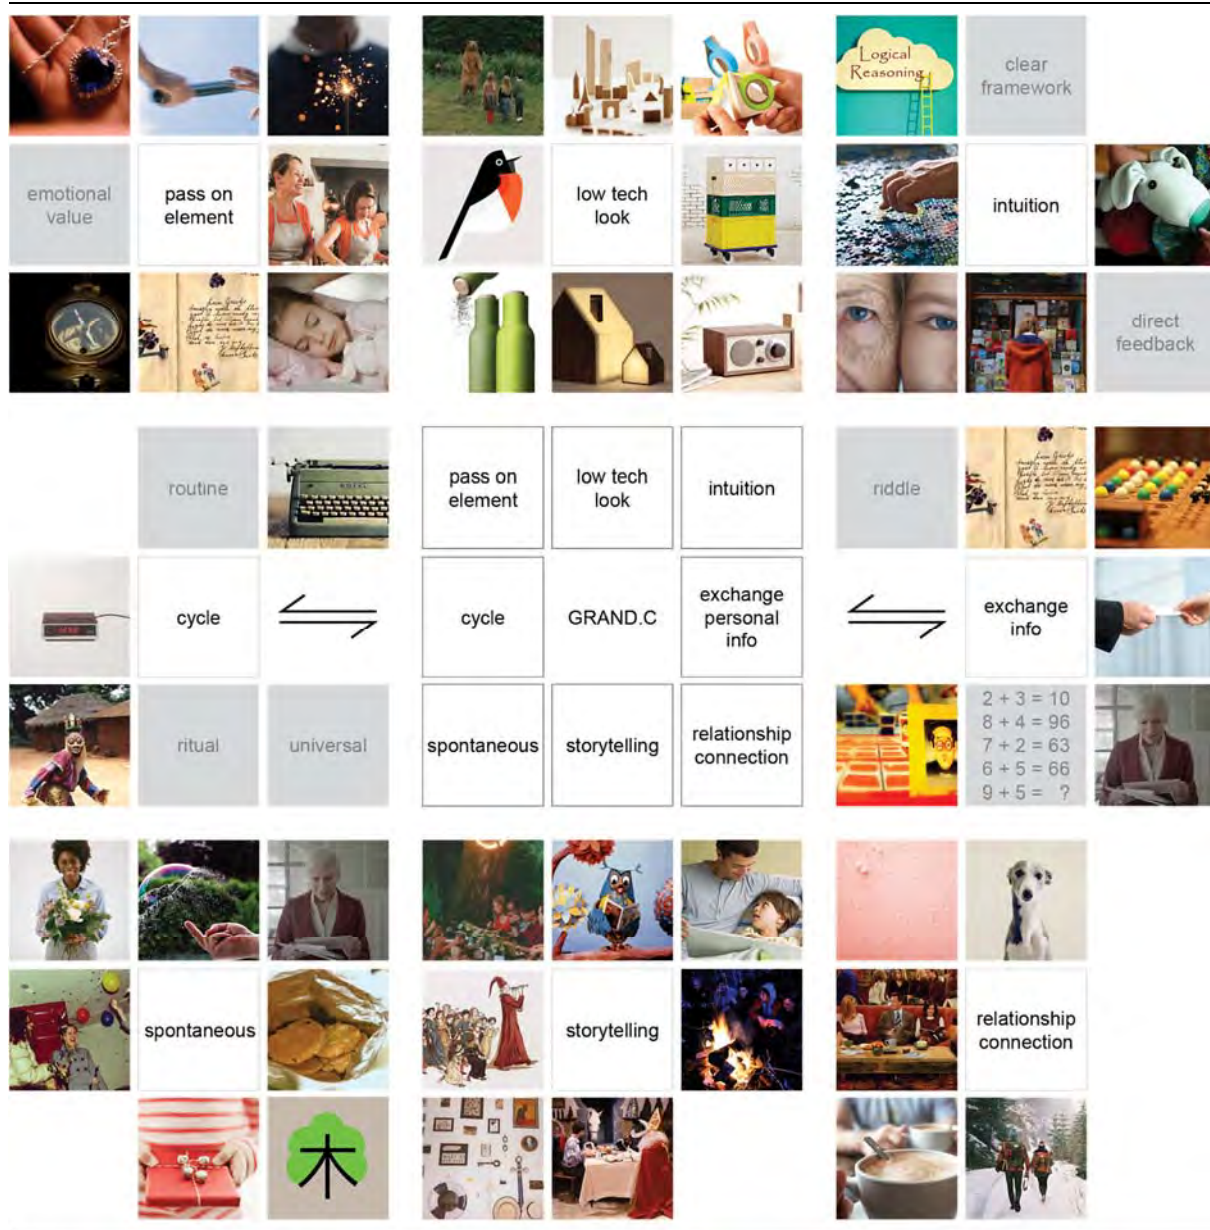 Logical
Reasoning
clear
framework
emotional
value
pass on
element
low tech
look
intuition
direct
feedback
routine
pass on
element
low tech
look
intuition
riddle
cycle
cycle
GRAND.C
exchange
personal
info
exchange
info
ritual
universal
spontaneous
storytelling
relationship
connection
2 + 3 = 10
8 + 4 = 96
7 + 2 = 63
6 + 5 = 66
9 + 5 = ?
spontaneous
storytelling
relationship
connection
木